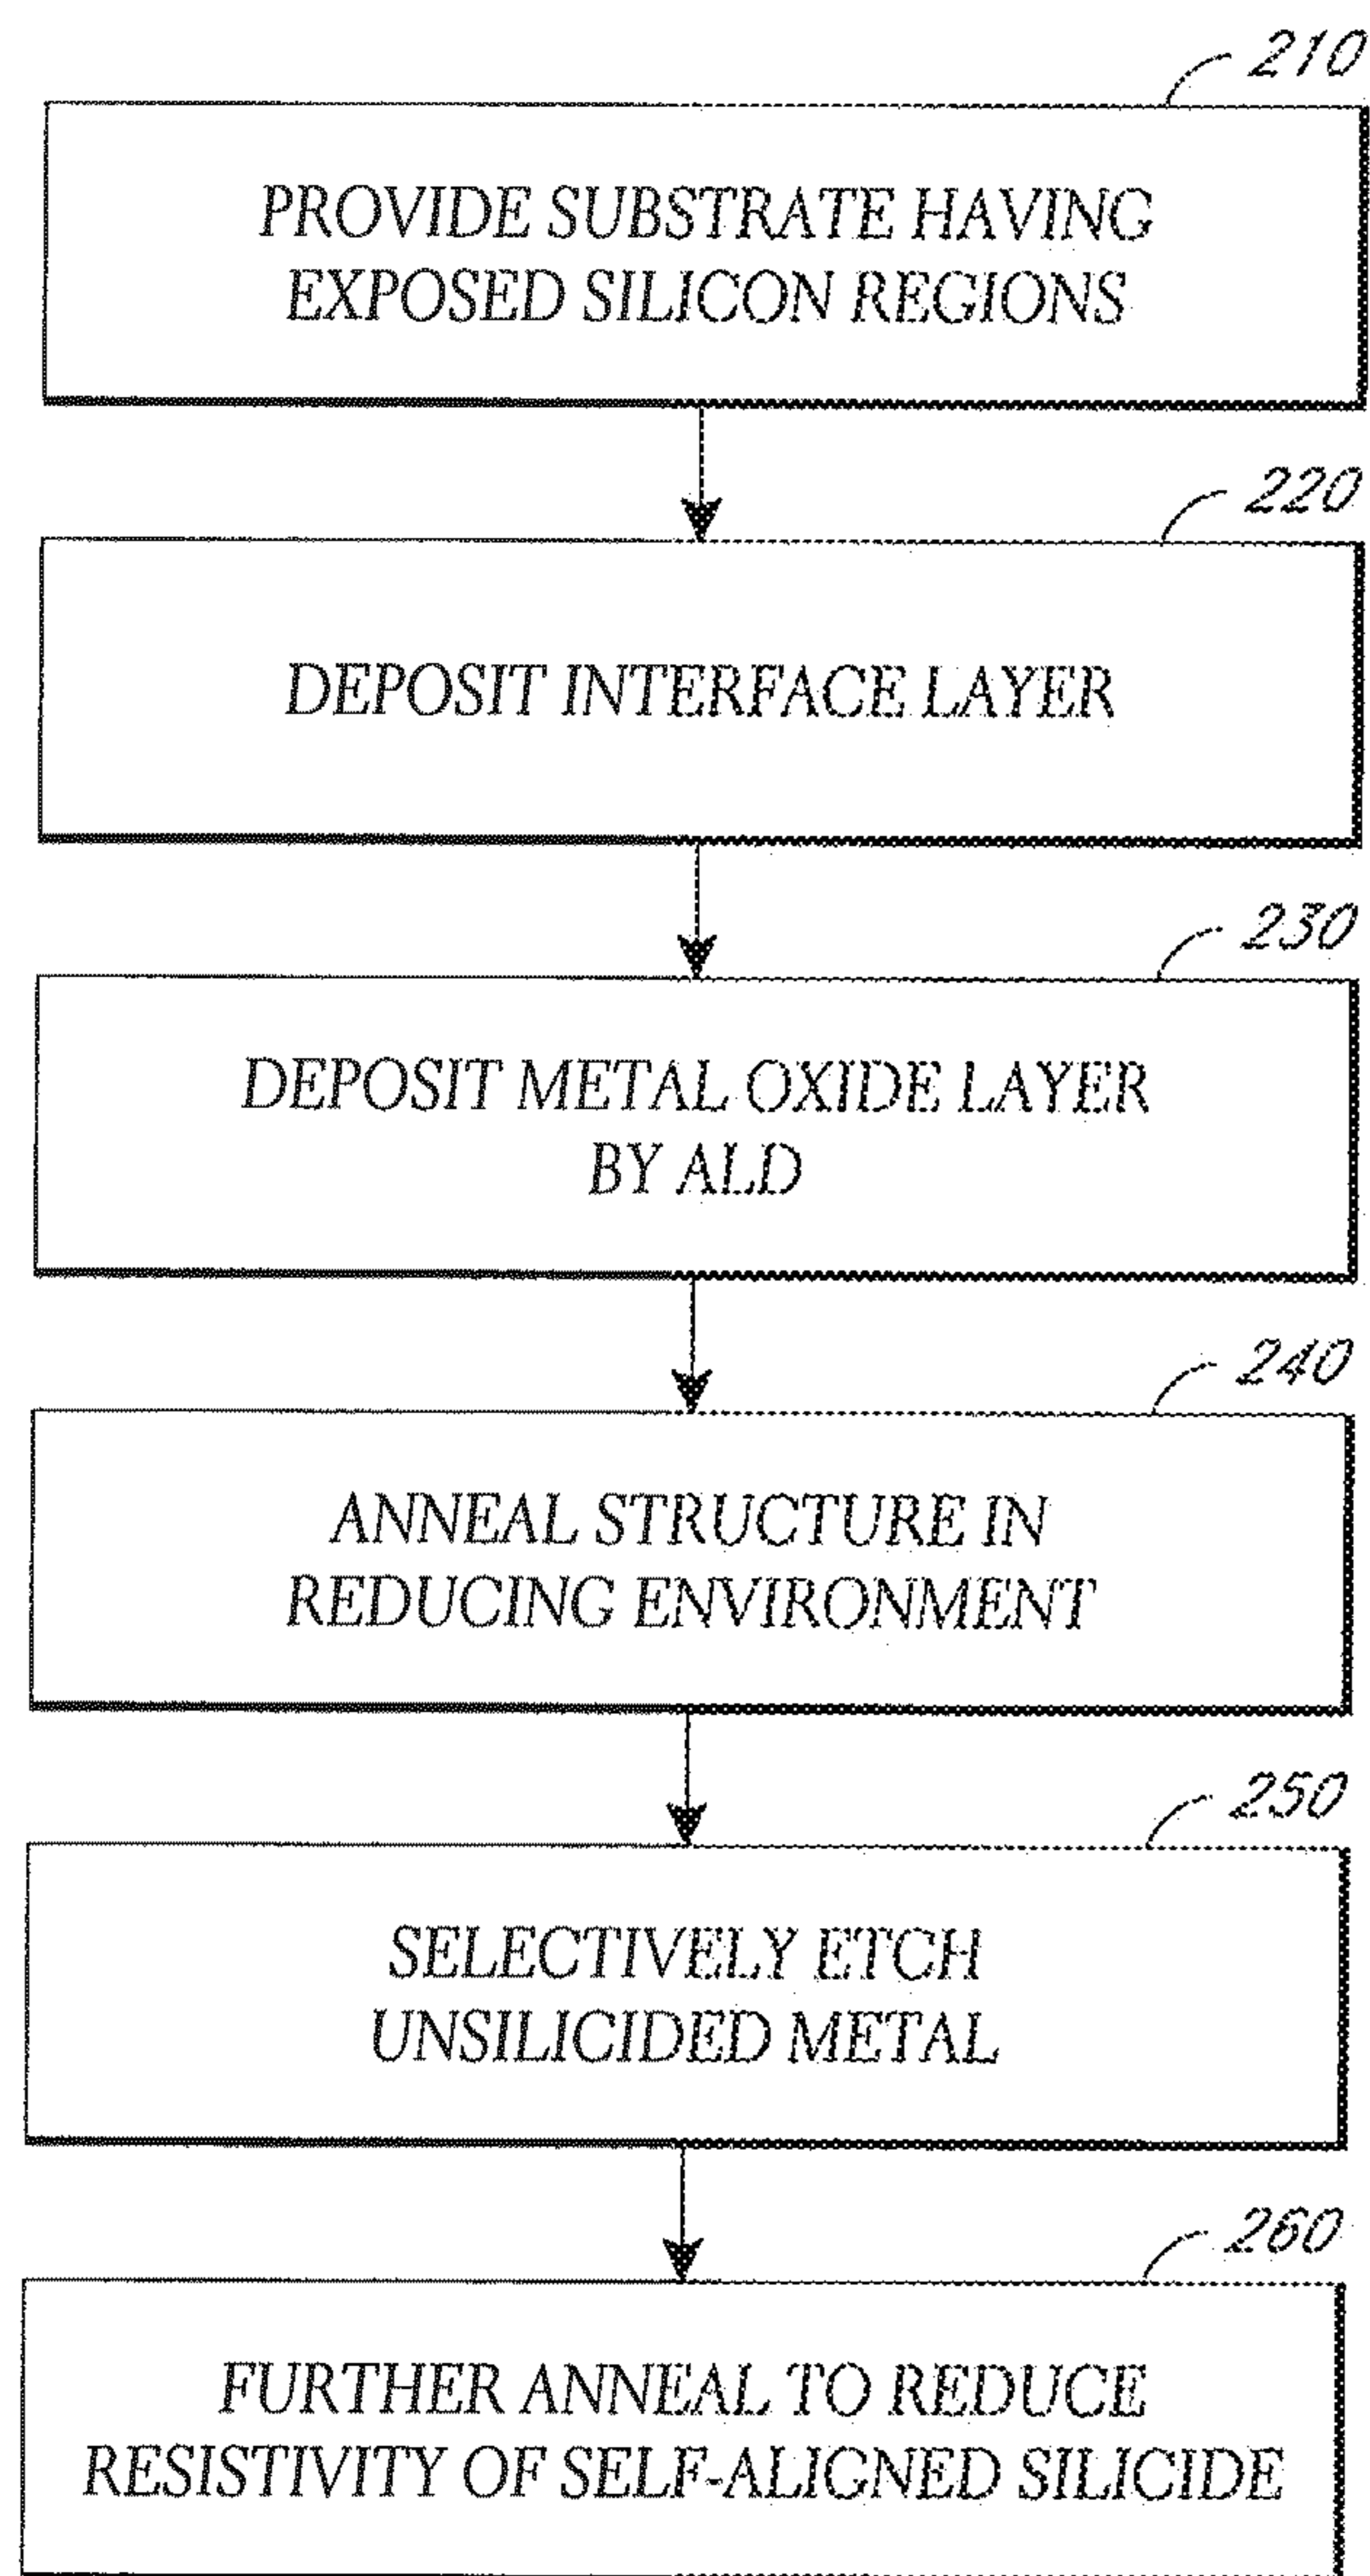 210
PROVIDE SUBSTRATE HAVING
EXPOSED SILICON REGIONS
220
DEPOSIT INTERFACE LAYER
230
DEPOSIT METAL OXIDE LAYER
BY ALD
240
ANNEAL STRUCTURE IN
REDUCING ENVIRONMENT
250
SELECTIVELY ETCH
UNSILICIDED METAL
260
FURTHER ANNEAL TO REDUCE
RESISTIVITY OF SELF-ALIGNED SILICIDE